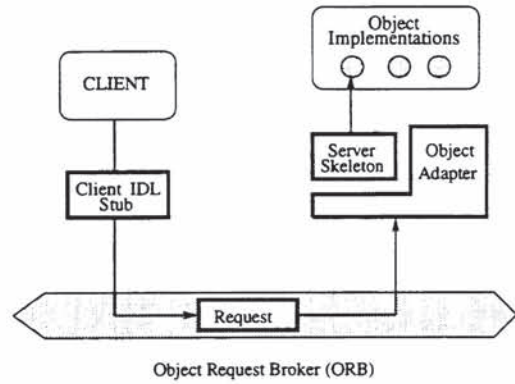 Object
Implementations
CLIENT
Server
Skeleton
Object
Adapter
Client IDL
Stub
Request
Object Request Broker (ORB)